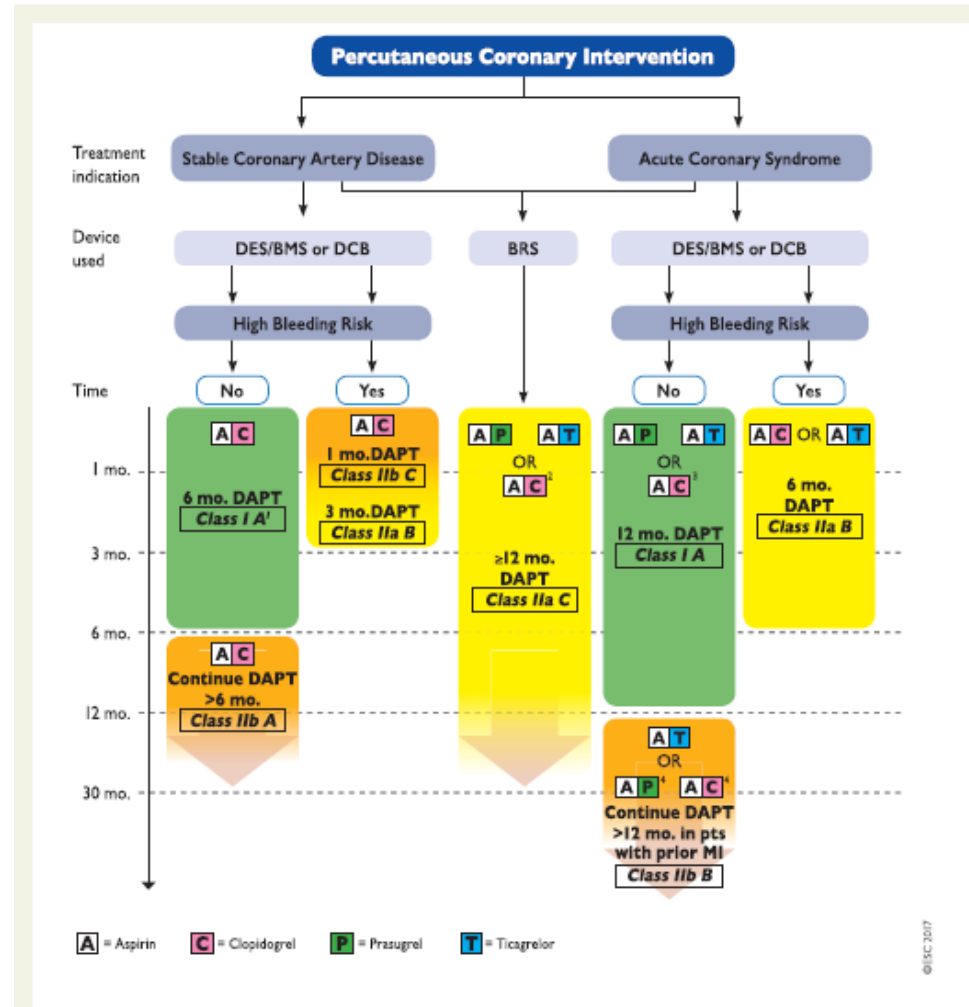 Percutaneous Coronary Intervention
Treatment
indication
Stable Coronary Artery Disease
Acute Coronary Syndrome
Device
used
DES/BMS or DCB
BRS
DES/BMS or DCB
High Bleeding Risk
High Bleeding Risk
Time
No
Yes
No
Yes
1 mo.
3 mo.
6 mo.
12 mo.
30 mo.
A C
6 mo. DAPT
Class I A¹
A C
Continue DAPT
>6 mo.
Class IIb A
A C
1 mo.DAPT
Class IIb C
3 mo.DAPT
Class IIa B
A P A T
OR
A C²
≥12 mo.
DAPT
Class IIa C
A P A T
OR
A C³
12 mo. DAPT
Class I A
A T
OR
A P⁴ A C⁴
Continue DAPT
>12 mo. in pts
with prior MI
Class IIb B
A C OR A T
6 mo.
DAPT
Class IIa B
A = Aspirin C = Clopidogrel P = Prasugrel T = Ticagrelor
©ESC 2017